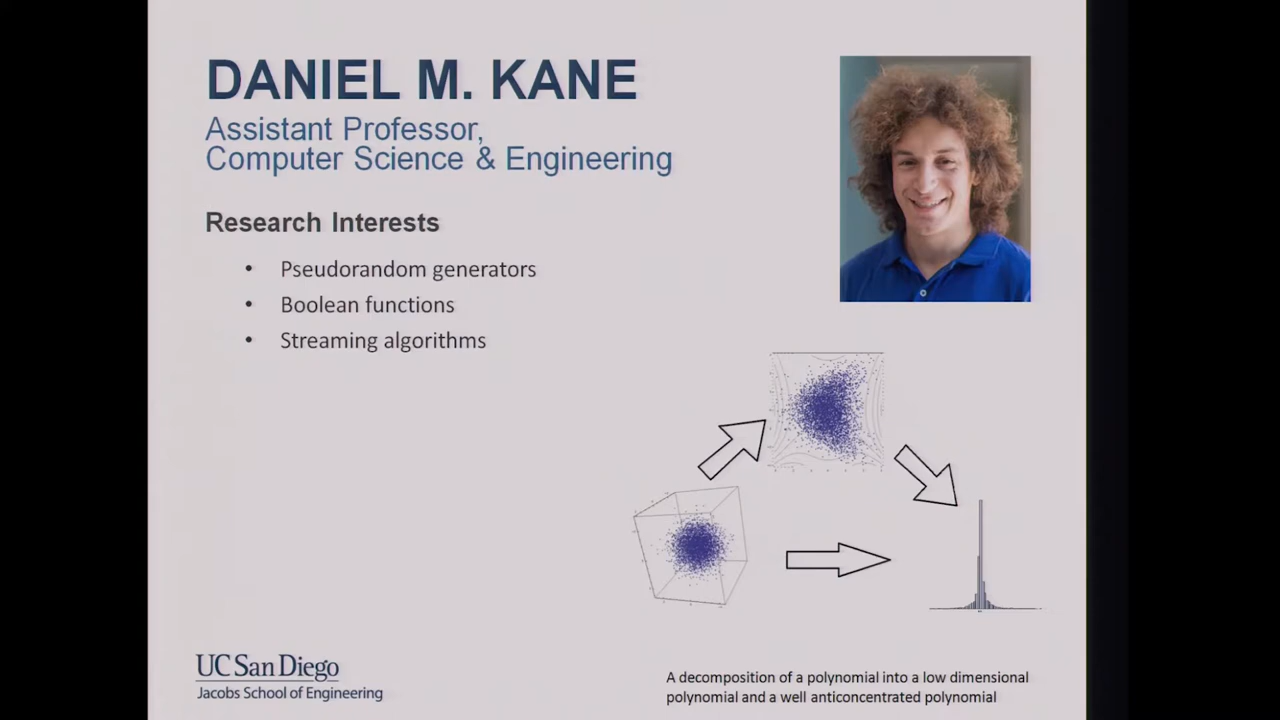 DANIEL M. KANE
Assistant Professor,
Computer Science & Engineering
Research Interests
• Pseudorandom generators
• Boolean functions
• Streaming algorithms
UC San Diego
Jacobs School of Engineering
A decomposition of a polynomial into a low dimensional
polynomial and a well anticoncentrated polynomial